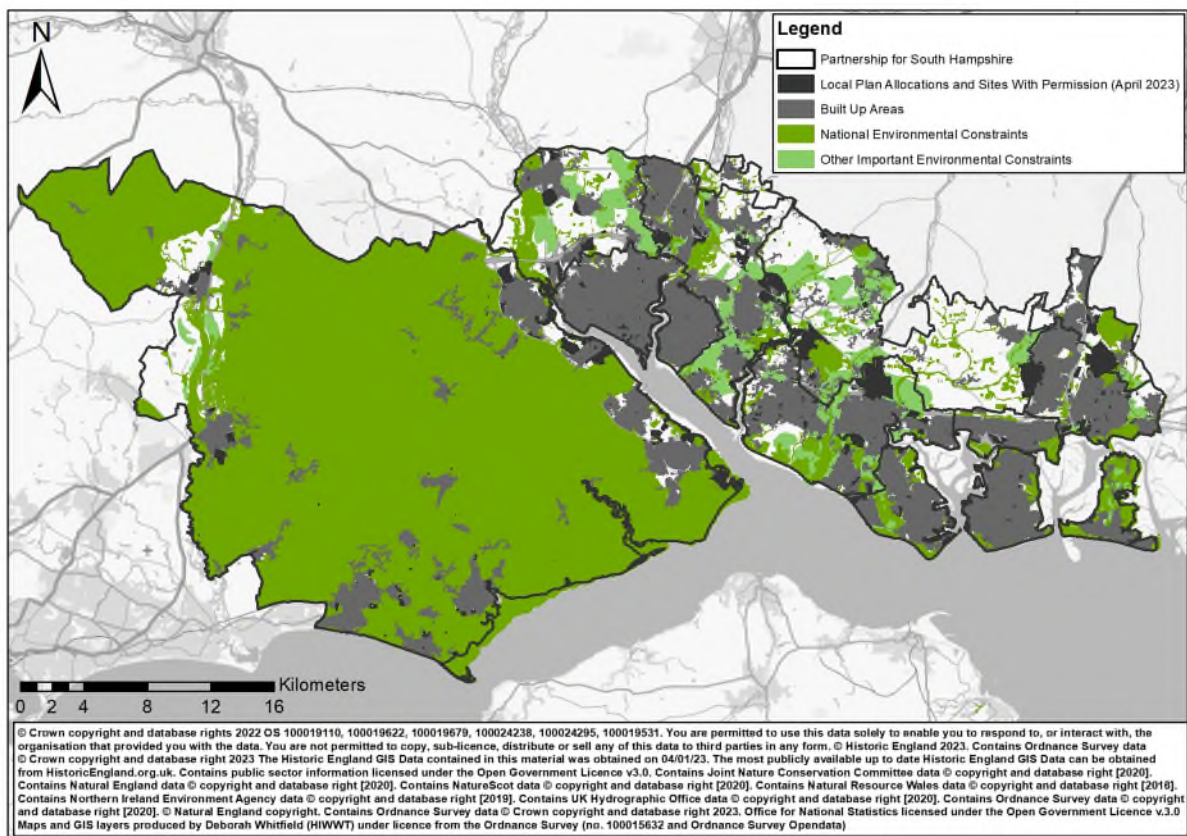 N
Legend
Partnership for South Hampshire
Local Plan Allocations and Sites With Permission (April 2023)
Built Up Areas
National Environmental Constraints
Other Important Environmental Constraints
Kilometers
0 2 4 8 12 16
© Crown copyright and database rights 2022 OS 100019110, 100019622, 100019679, 100024238, 100024295, 100019531. You are permitted to use this data solely to enable you to respond to, or interact with, the
organisation that provided you with the data. You are not permitted to copy, sub-licence, distribute or sell any of this data to third parties in any form. © Historic England 2023. Contains Ordnance Survey data
© Crown copyright and database right 2023 The Historic England GIS Data contained in this material was obtained on 04/01/23. The most publicly available up to date Historic England GIS Data can be obtained
from HistoricEngland.org.uk. Contains public sector information licensed under the Open Government Licence v3.0. Contains Joint Nature Conservation Committee data © copyright and database right [2020].
Contains Natural England data © copyright and database right [2020]. Contains NatureScot data © copyright and database right [2020]. Contains Natural Resource Wales data © copyright and database right [2018].
Contains Northern Ireland Environment Agency data © copyright and database right [2019]. Contains UK Hydrographic Office data © copyright and database right [2020]. Contains Ordnance Survey data © copyright
and database right [2020]. © Natural England copyright. Contains Ordnance Survey data © Crown copyright and database right 2023. Office for National Statistics licensed under the Open Government Licence v.3.0
Maps and GIS layers produced by Deborah Whitfield (HIWWT) under licence from the Ordnance Survey (no. 100015632 and Ordnance Survey Opendata)